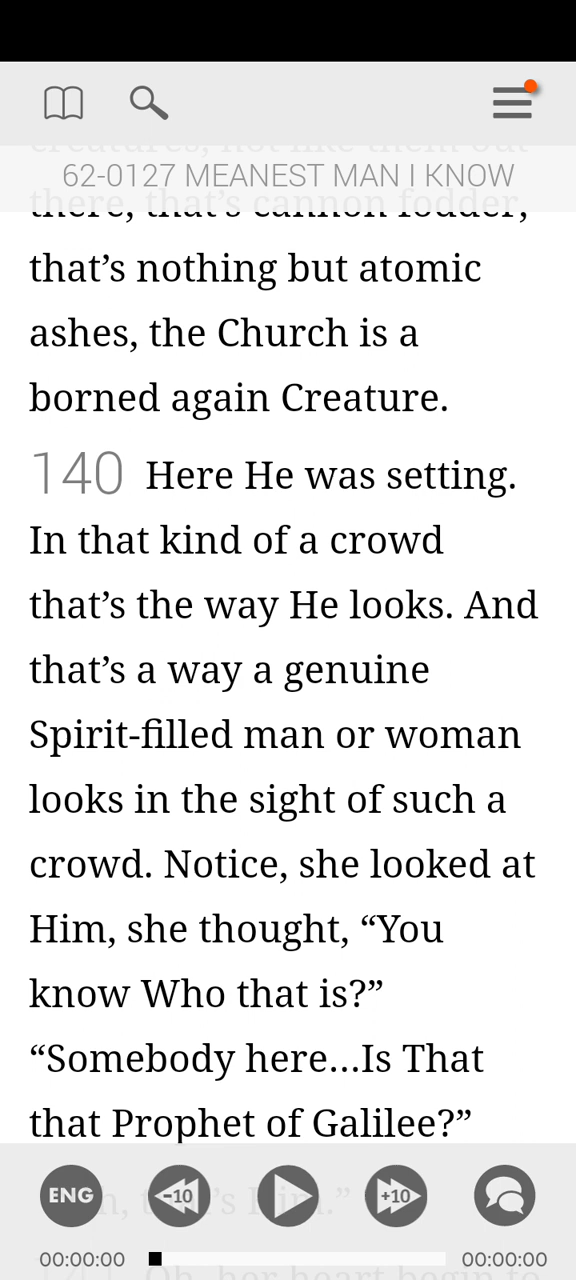 62-0127 MEANEST MAN I KNOW
there, that’s cannon fodder,
that’s nothing but atomic
ashes, the Church is a
borned again Creature.
140 Here He was setting.
In that kind of a crowd
that’s the way He looks. And
that’s a way a genuine
Spirit-filled man or woman
looks in the sight of such a
crowd. Notice, she looked at
Him, she thought, “You
know Who that is?”
“Somebody here...Is That
that Prophet of Galilee?”
ENG -10 +10
00:00:00 00:00:00